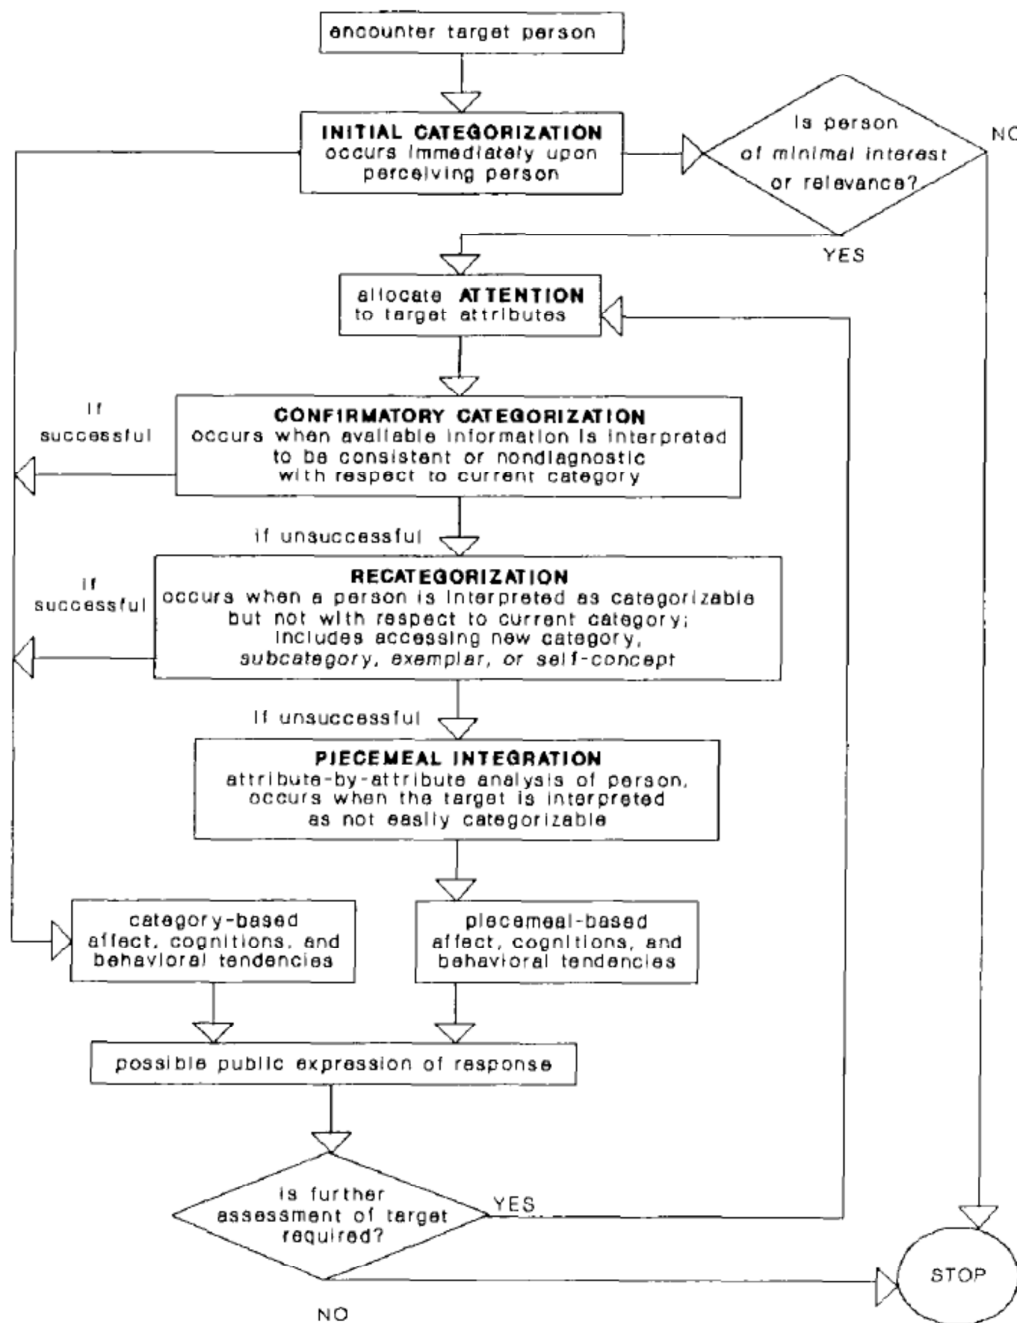 encounter target person
INITIAL CATEGORIZATION
occurs immediately upon
perceiving person
Is person
of minimal interest
or relevance?
NO
YES
allocate ATTENTION
to target attributes
If
successful
CONFIRMATORY CATEGORIZATION
occurs when available information is interpreted
to be consistent or nondiagnostic
with respect to current category
if unsuccessful
If
successful
RECATEGORIZATION
occurs when a person is interpreted as categorizable
but not with respect to current category;
includes accessing new category,
subcategory, exemplar, or self-concept
If unsuccessful
PIECEMEAL INTEGRATION
attribute-by-attribute analysis of person,
occurs when the target is interpreted
as not easily categorizable
category-based
affect, cognitions, and
behavioral tendencies
piecemeal-based
affect, cognitions, and
behavioral tendencies
possible public expression of response
Is further
assessment of target
required?
YES
NO
STOP